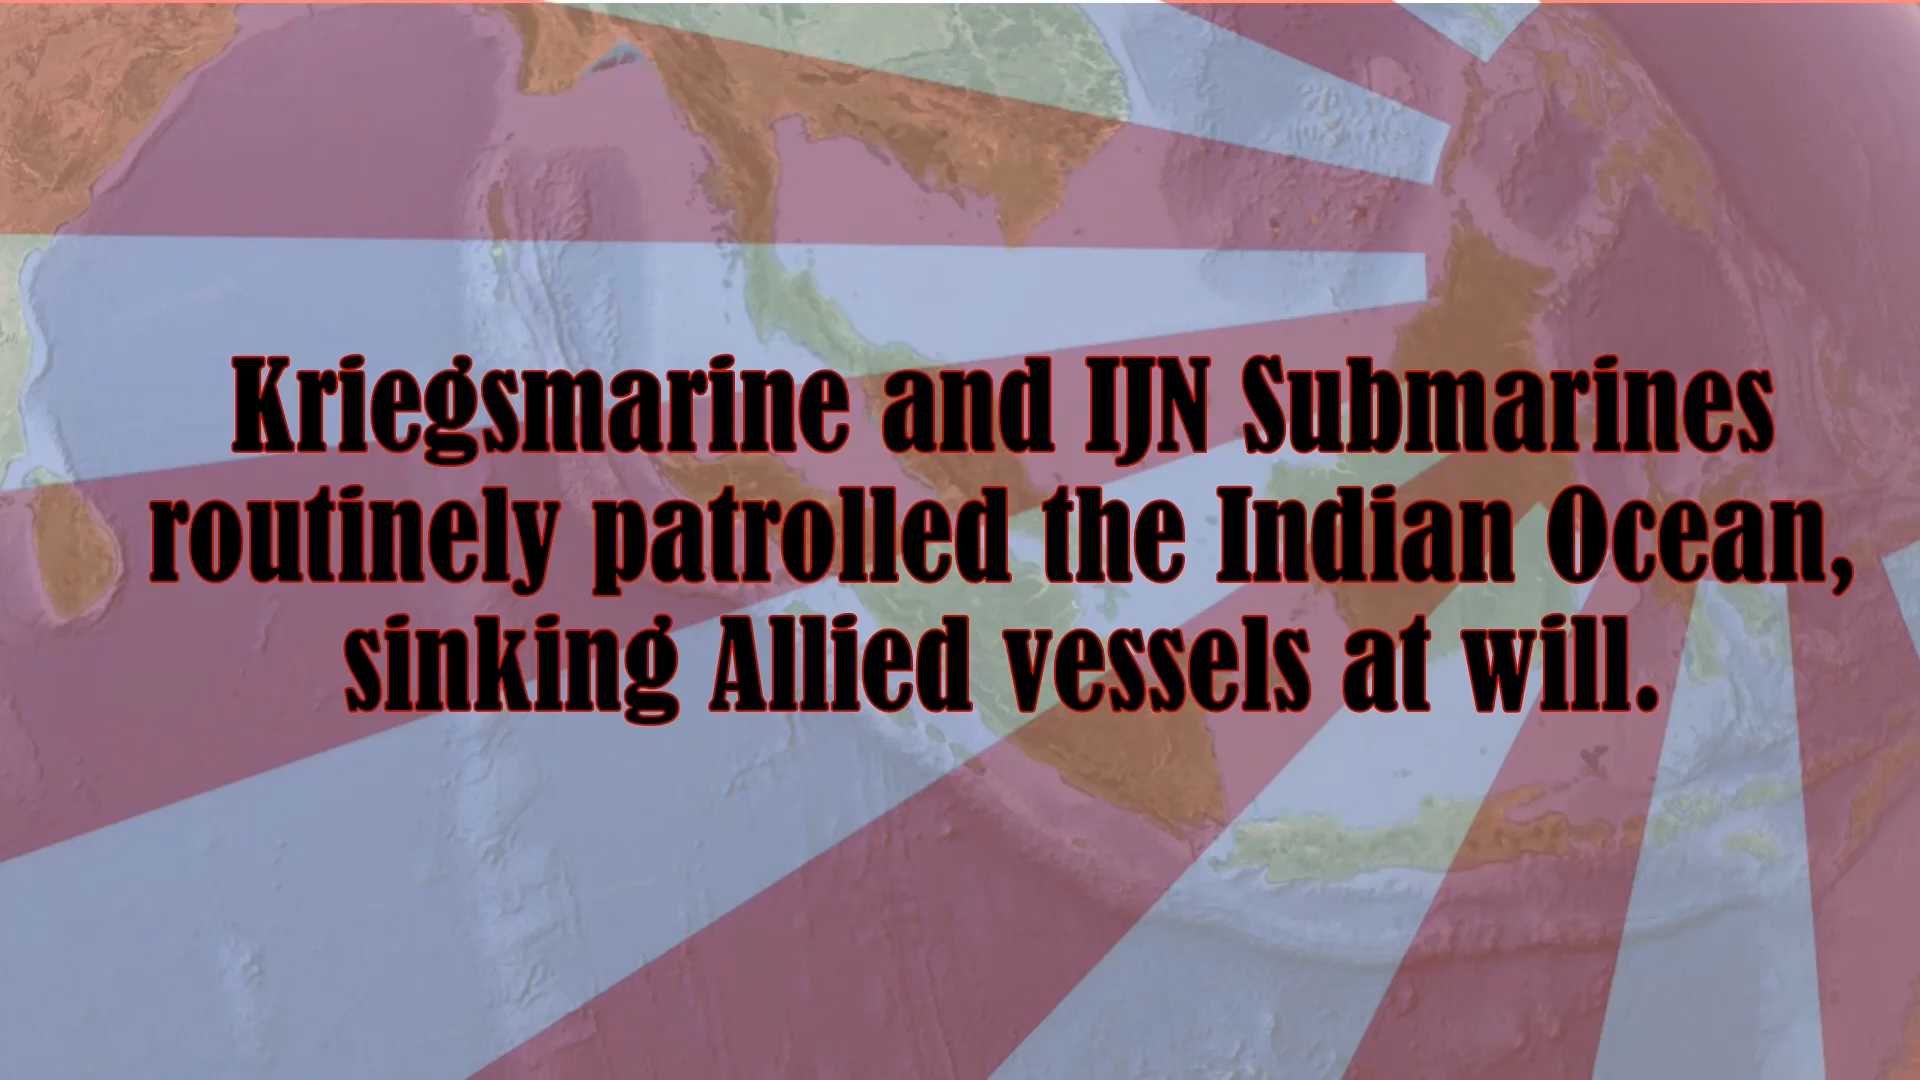 Kriegsmarine and IJN Submarines
routinely patrolled the Indian Ocean,
sinking Allied vessels at will.